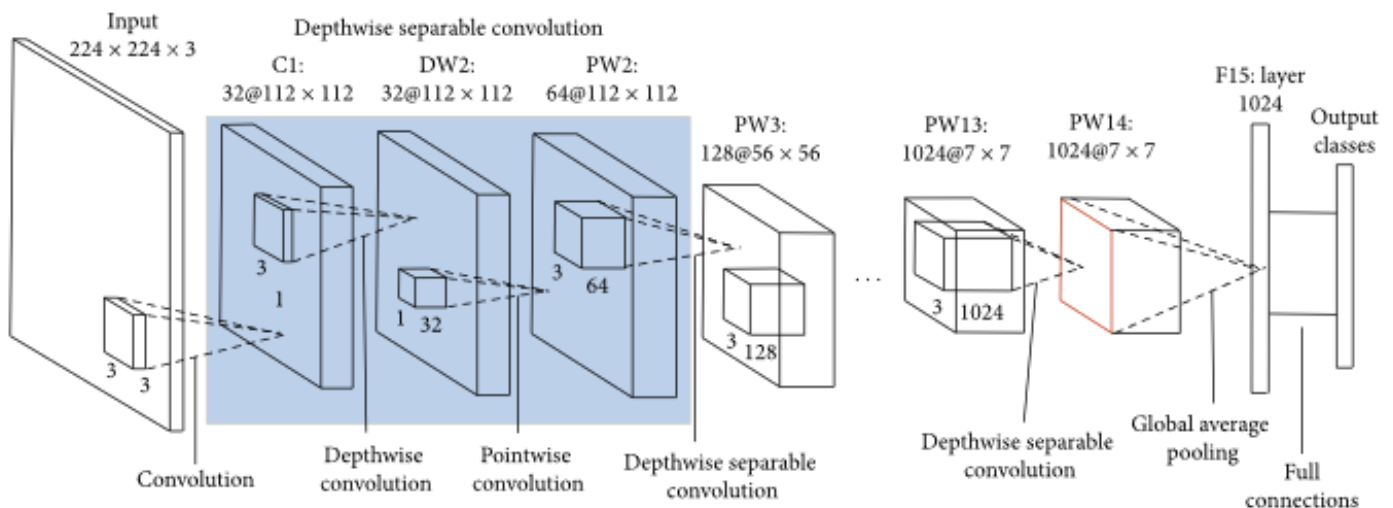 Input
224 × 224 × 3
Depthwise separable convolution
C1:
32@112 × 112
DW2:
32@112 × 112
PW2:
64@112 × 112
PW3:
128@56 × 56
PW13:
1024@7 × 7
PW14:
1024@7 × 7
F15: layer
1024
Output
classes
3
3
3
1
1
32
3
64
3
128
...
3
1024
Convolution
Depthwise
convolution
Pointwise
convolution
Depthwise separable
convolution
Depthwise separable
convolution
Global average
pooling
Full
connections